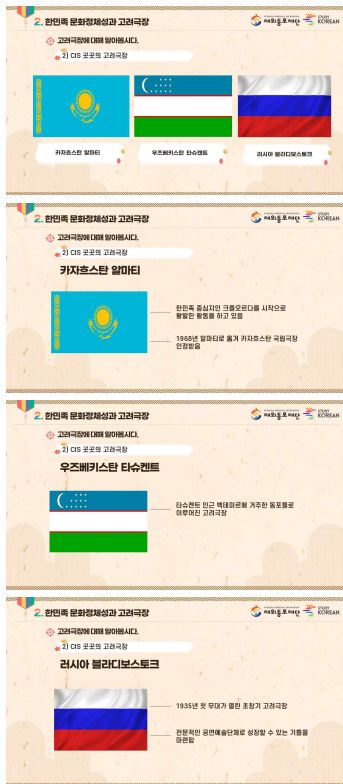 2. 한민족 문화정체성과 고려극장
재외동포재단
STUDY
KOREAN
고려극장에 대해 알아봅시다.
2) CIS 곳곳의 고려극장
카자흐스탄 알마티
우즈베키스탄 타슈켄트
러시아 블라디보스토크
2. 한민족 문화정체성과 고려극장
재외동포재단
STUDY
KOREAN
고려극장에 대해 알아봅시다.
2) CIS 곳곳의 고려극장
카자흐스탄 알마티
한민족 중심지인 크즐오르다를 시작으로
활발한 활동을 하고 있음
1968년 알마티로 옮겨 카자흐스탄 국립극장
인정받음
2. 한민족 문화정체성과 고려극장
재외동포재단
STUDY
KOREAN
고려극장에 대해 알아봅시다.
2) CIS 곳곳의 고려극장
우즈베키스탄 타슈켄트
타슈켄트 인근 벡테미르에 거주한 동포들로
이루어진 고려극장
2. 한민족 문화정체성과 고려극장
재외동포재단
STUDY
KOREAN
고려극장에 대해 알아봅시다.
2) CIS 곳곳의 고려극장
러시아 블라디보스토크
1935년 첫 무대가 열린 초창기 고려극장
전문적인 공연예술단체로 성장할 수 있는 기틀을
마련함